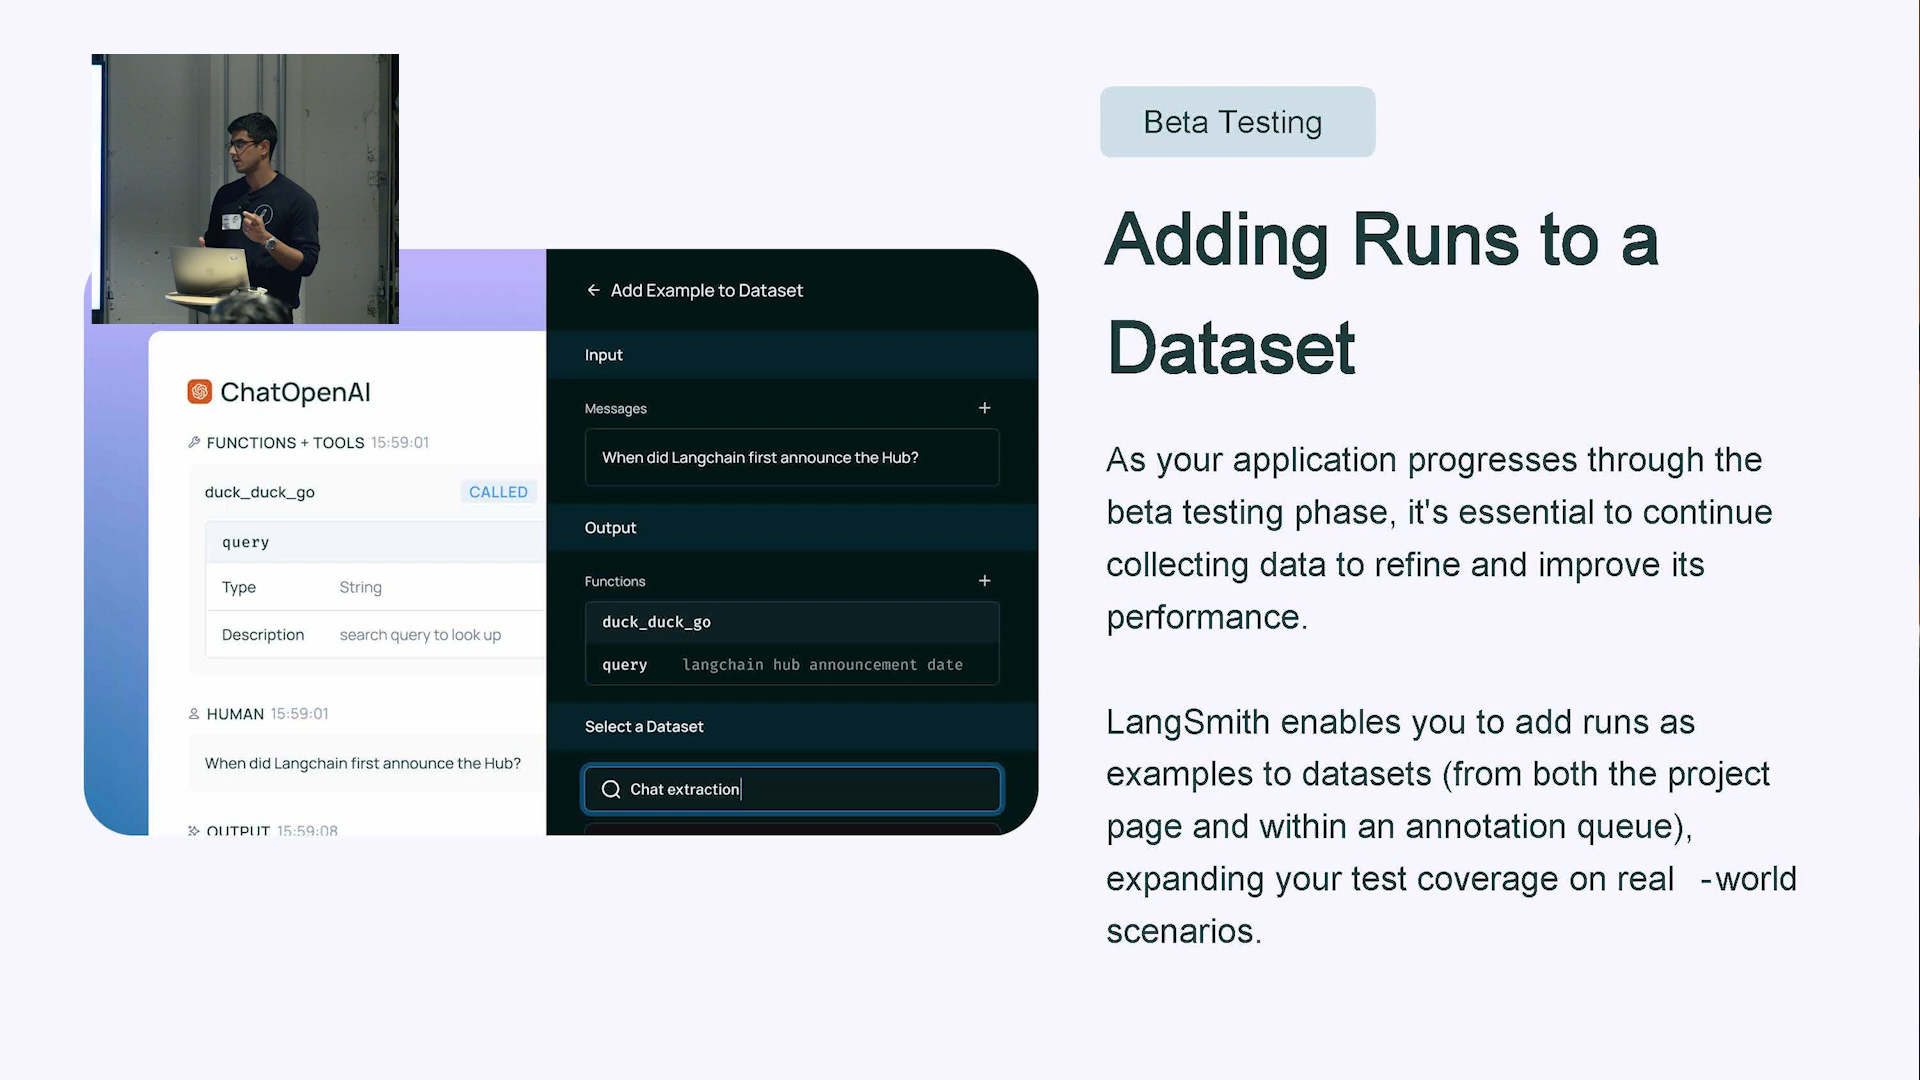 Beta Testing
Adding Runs to a
Dataset
As your application progresses through the
beta testing phase, it's essential to continue
collecting data to refine and improve its
performance.
LangSmith enables you to add runs as
examples to datasets (from both the project
page and within an annotation queue),
expanding your test coverage on real -world
scenarios.
ChatOpenAI
FUNCTIONS + TOOLS 15:59:01
duck_duck_go CALLED
query
Type String
Description search query to look up
HUMAN 15:59:01
When did Langchain first announce the Hub?
OUTPUT 15:59:08
← Add Example to Dataset
Input
Messages +
When did Langchain first announce the Hub?
Output
Functions +
duck_duck_go
query langchain hub announcement date
Select a Dataset
Chat extraction